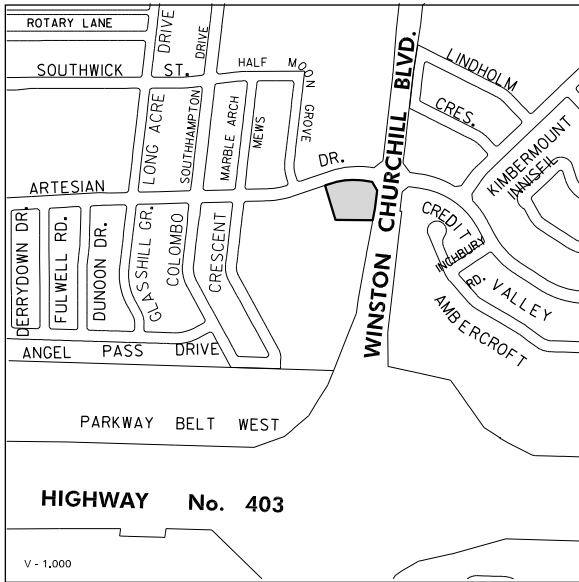 ROTARY LANE
DRIVE
DRIVE
SOUTHWICK ST.
HALF MOON GROVE
LONG ACRE
SOUTHHAMPTON
MARBLE ARCH
MEWS
WINSTON CHURCHILL BLVD.
LINDHOLM
CRES.
KIMBERMOUNT
INNISFIL
ARTESIAN DR.
DERRYDOWN DR.
FULWELL RD.
DUNOON DR.
GLASSHILL GR.
COLOMBO
CRESCENT
CREDIT VALLEY
INCHBURY
RD.
AMBERCROFT
ANGEL PASS DRIVE
PARKWAY BELT WEST
HIGHWAY No. 403
V - 1.000